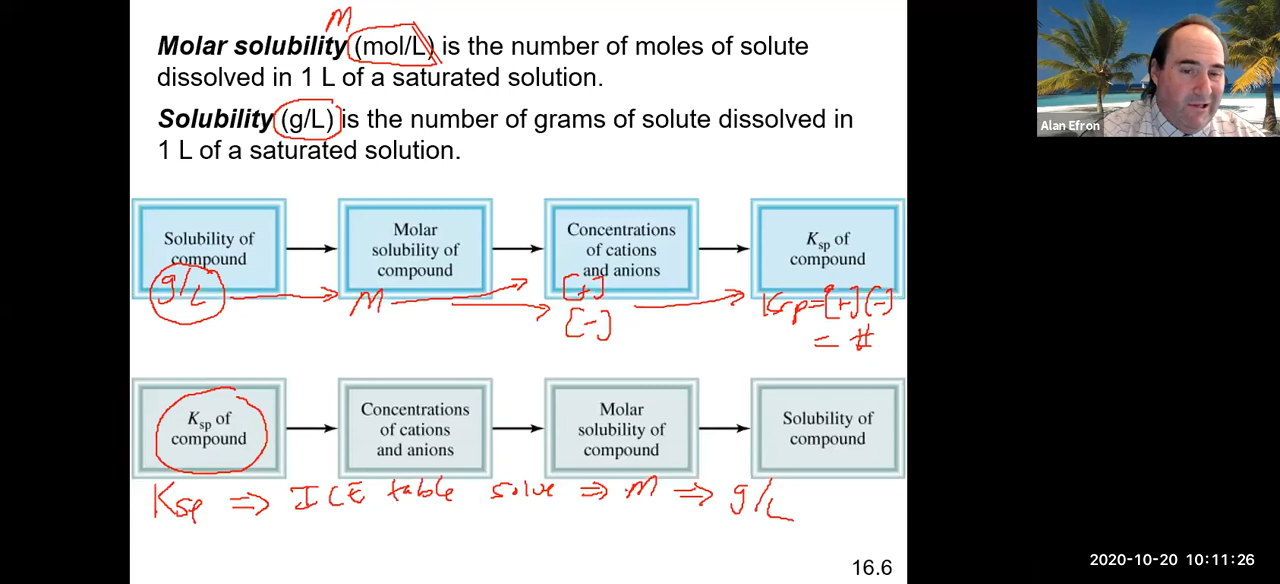 M
Molar solubility (mol/L) is the number of moles of solute
dissolved in 1 L of a saturated solution.
Solubility (g/L) is the number of grams of solute dissolved in
1 L of a saturated solution.
Alan Efron
Solubility of
compound
g/L
Molar
solubility of
compound
M
Concentrations
of cations
and anions
[+]
[-]
Ksp of
compound
Ksp=[+][-]
= #
Ksp of
compound
Concentrations
of cations
and anions
Molar
solubility of
compound
Solubility of
compound
Ksp ⇒ ICE table solve ⇒ M ⇒ g/L
16.6
2020-10-20 10:11:26